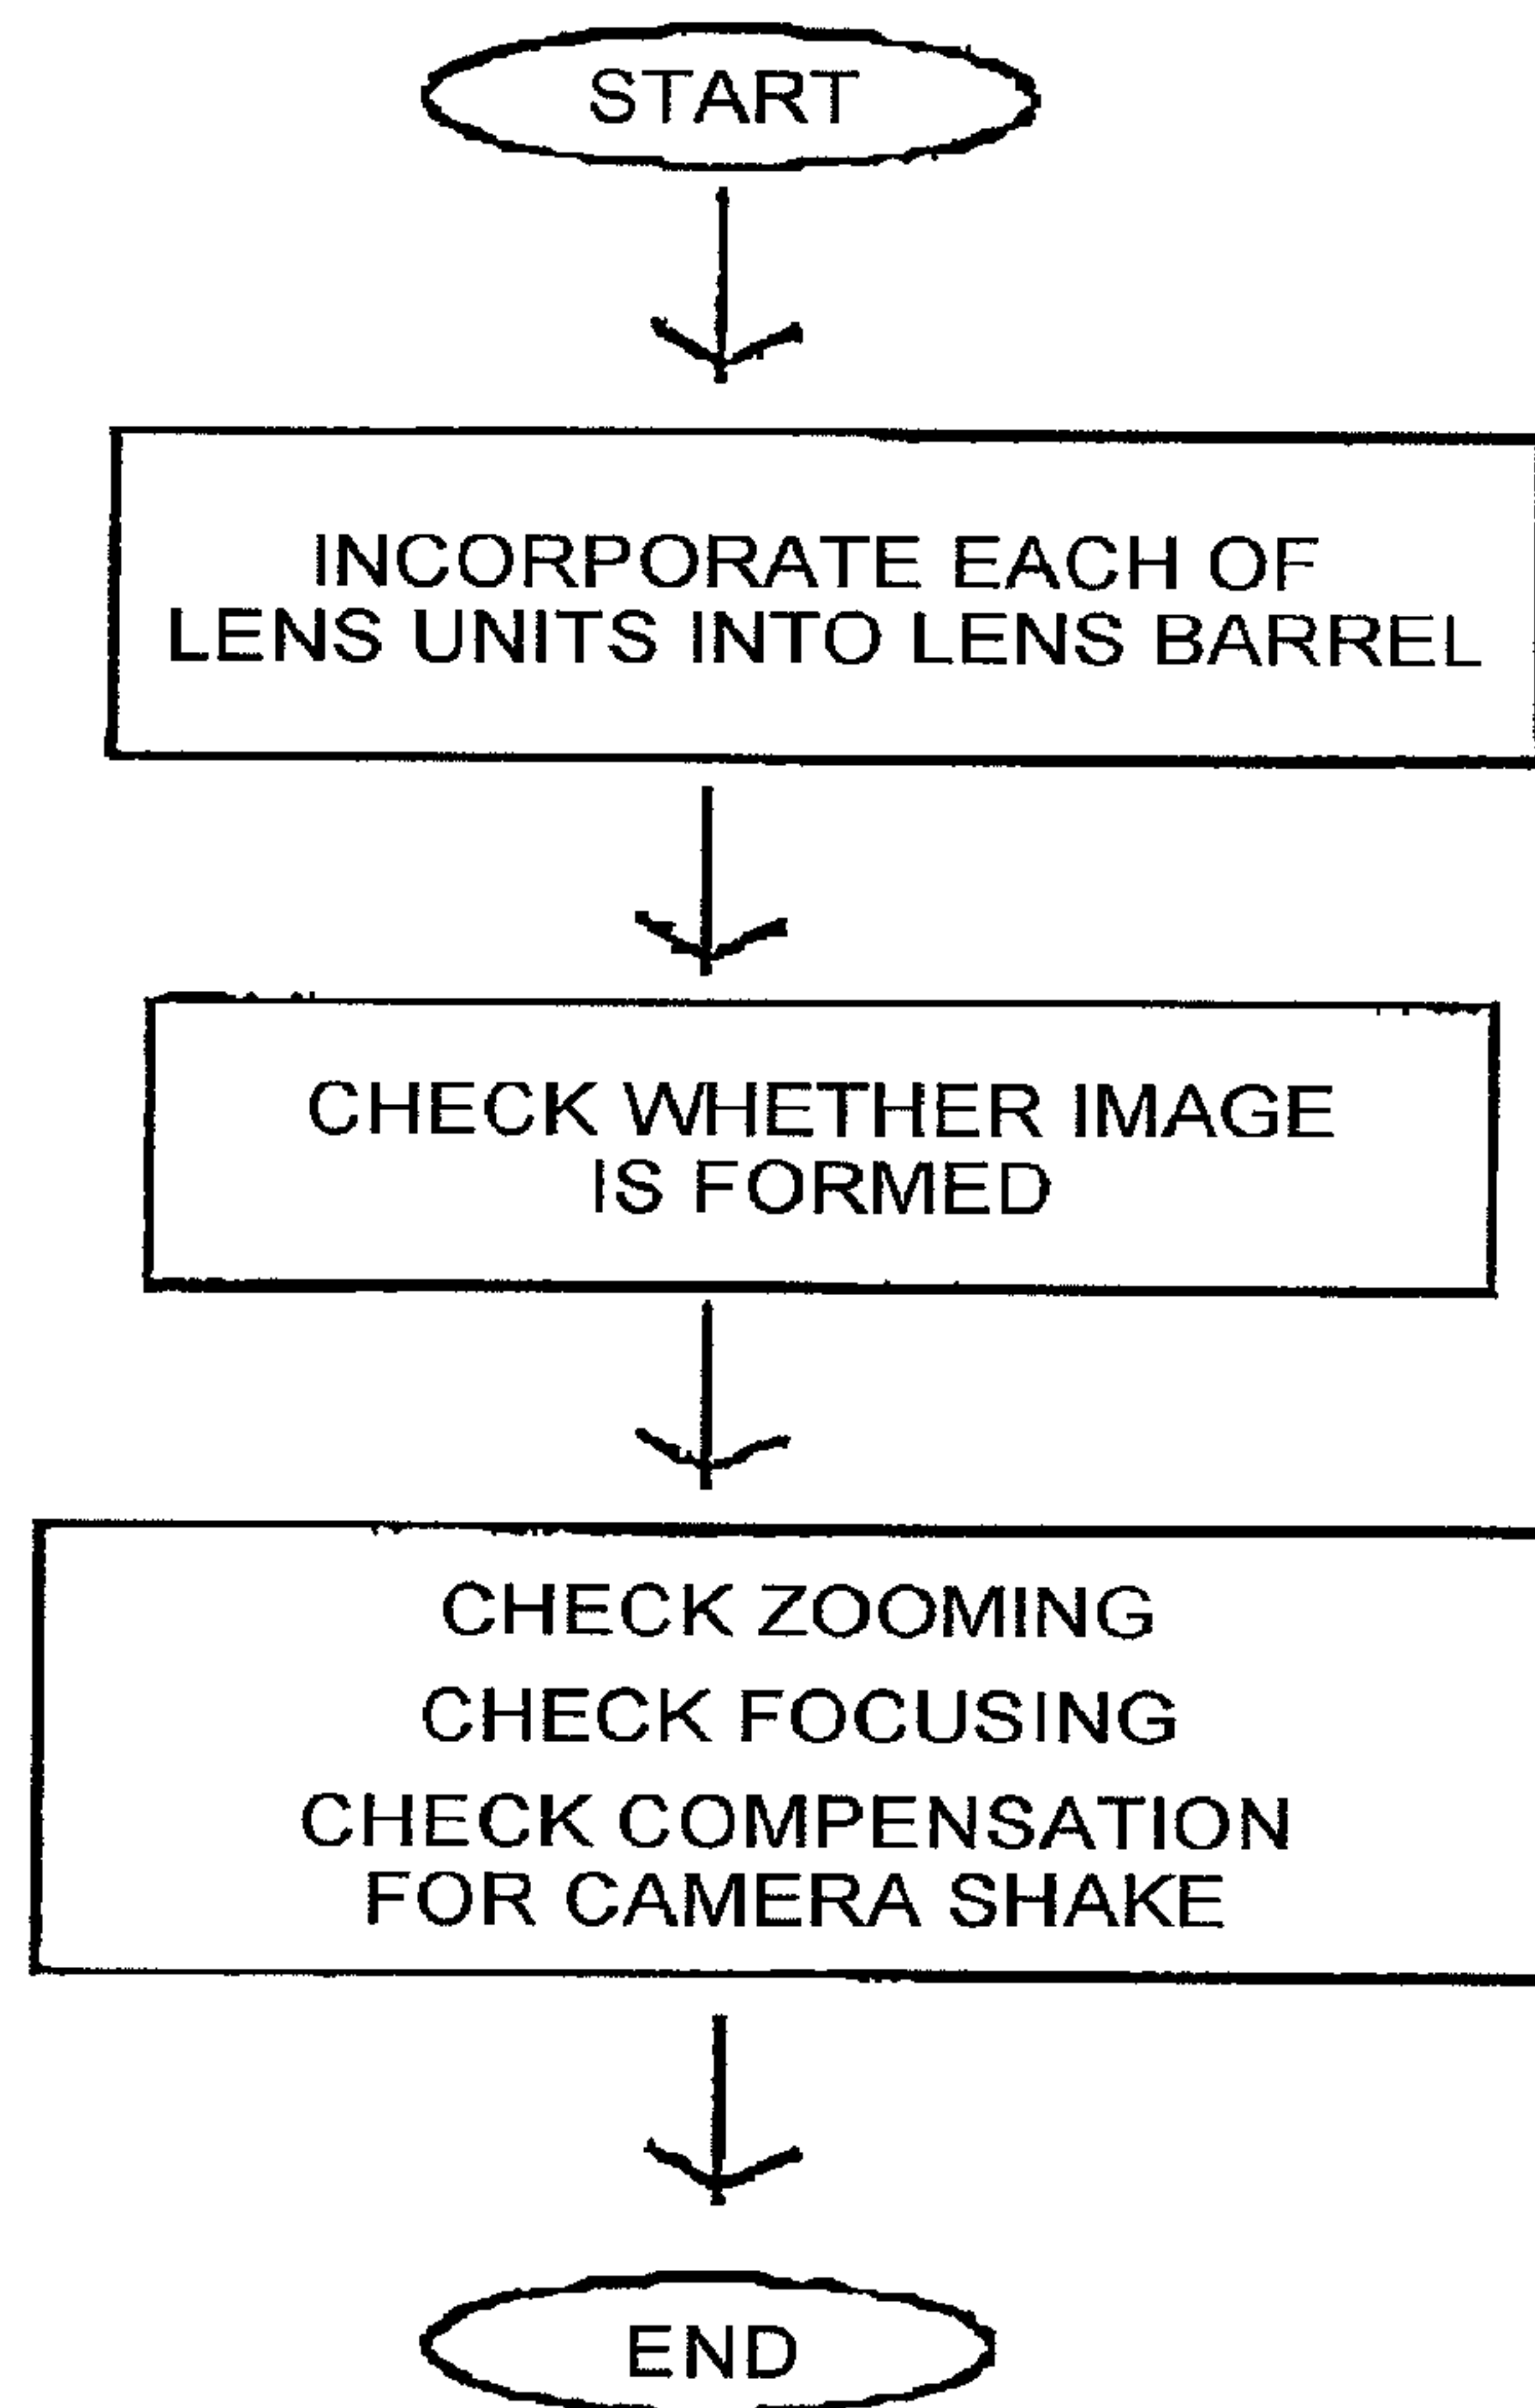 START
INCORPORATE EACH OF
LENS UNITS INTO LENS BARREL
CHECK WHETHER IMAGE
IS FORMED
CHECK ZOOMING
CHECK FOCUSING
CHECK COMPENSATION
FOR CAMERA SHAKE
END